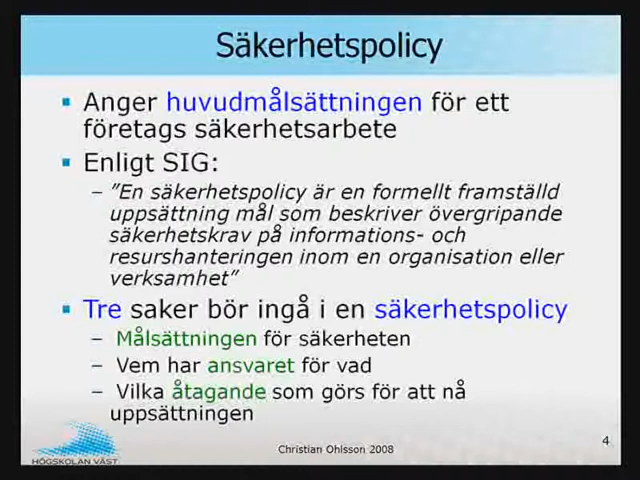 Säkerhetspolicy
Anger huvudmålsättningen för ett
företags säkerhetsarbete
Enligt SIG:
– ”En säkerhetspolicy är en formellt framställd
uppsättning mål som beskriver övergripande
säkerhetskrav på informations- och
resurshanteringen inom en organisation eller
verksamhet”
Tre saker bör ingå i en säkerhetspolicy
– Målsättningen för säkerheten
– Vem har ansvaret för vad
– Vilka åtagande som görs för att nå
uppsättningen
HÖGSKOLAN VÄST
Christian Ohlsson 2008
4